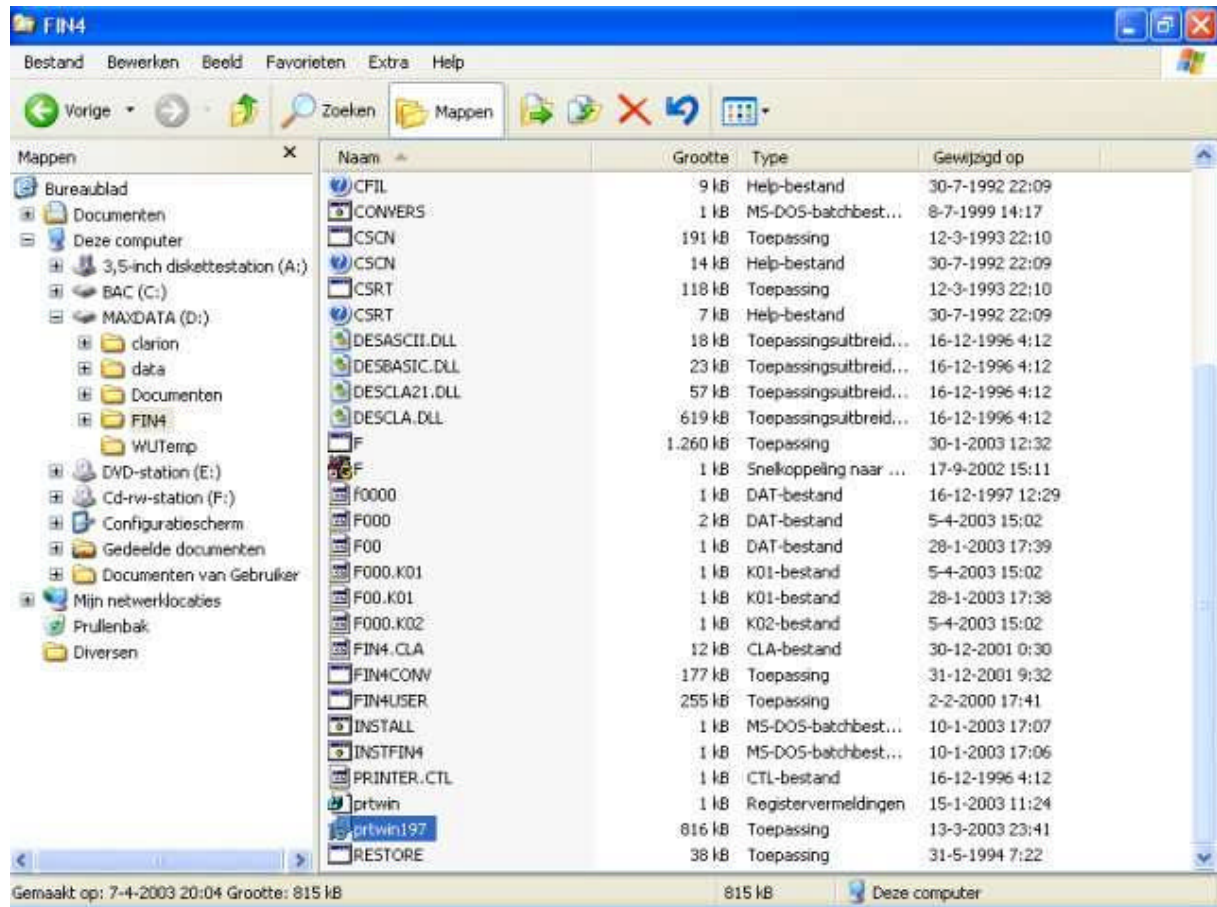 FIN4
Bestand Bewerken Beeld Favorieten Extra Help
Vorige Zoeken Mappen
Mappen x
Bureaublad
Documenten
Deze computer
3,5-inch diskettestation (A:)
BAC (C:)
MAXDATA (D:)
clarion
data
Documenten
FIN4
WUTemp
DVD-station (E:)
Cd-rw-station (F:)
Configuratiescherm
Gedeelde documenten
Documenten van Gebruiker
Mijn netwerklocaties
Prullenbak
Diversen
Naam Grootte Type Gewijzigd op
CFIL 9 kB Help-bestand 30-7-1992 22:09
CONVERS 1 kB MS-DOS-batchbest... 8-7-1999 14:17
CSCN 191 kB Toepassing 12-3-1993 22:10
CSCN 14 kB Help-bestand 30-7-1992 22:09
CSRT 118 kB Toepassing 12-3-1993 22:10
CSRT 7 kB Help-bestand 30-7-1992 22:09
DESASCII.DLL 18 kB Toepassingsuitbreid... 16-12-1996 4:12
DESBASIC.DLL 23 kB Toepassingsuitbreid... 16-12-1996 4:12
DESCLA21.DLL 57 kB Toepassingsuitbreid... 16-12-1996 4:12
DESCLA.DLL 619 kB Toepassingsuitbreid... 16-12-1996 4:12
F 1.260 kB Toepassing 30-1-2003 12:32
F 1 kB Snelkoppeling naar ... 17-9-2002 15:11
f0000 1 kB DAT-bestand 16-12-1997 12:29
F000 2 kB DAT-bestand 5-4-2003 15:02
F00 1 kB DAT-bestand 28-1-2003 17:39
F000.K01 1 kB K01-bestand 5-4-2003 15:02
F00.K01 1 kB K01-bestand 28-1-2003 17:38
F000.K02 1 kB K02-bestand 5-4-2003 15:02
FIN4.CLA 12 kB CLA-bestand 30-12-2001 0:30
FIN4CONV 177 kB Toepassing 31-12-2001 9:32
FIN4USER 255 kB Toepassing 2-2-2000 17:41
INSTALL 1 kB MS-DOS-batchbest... 10-1-2003 17:07
INSTFIN4 1 kB MS-DOS-batchbest... 10-1-2003 17:06
PRINTER.CTL 1 kB CTL-bestand 16-12-1996 4:12
prtwin 1 kB Registervermeldingen 15-1-2003 11:24
prtwin197 816 kB Toepassing 13-3-2003 23:41
RESTORE 38 kB Toepassing 31-5-1994 7:22
Gemaakt op: 7-4-2003 20:04 Grootte: 815 kB 815 kB Deze computer